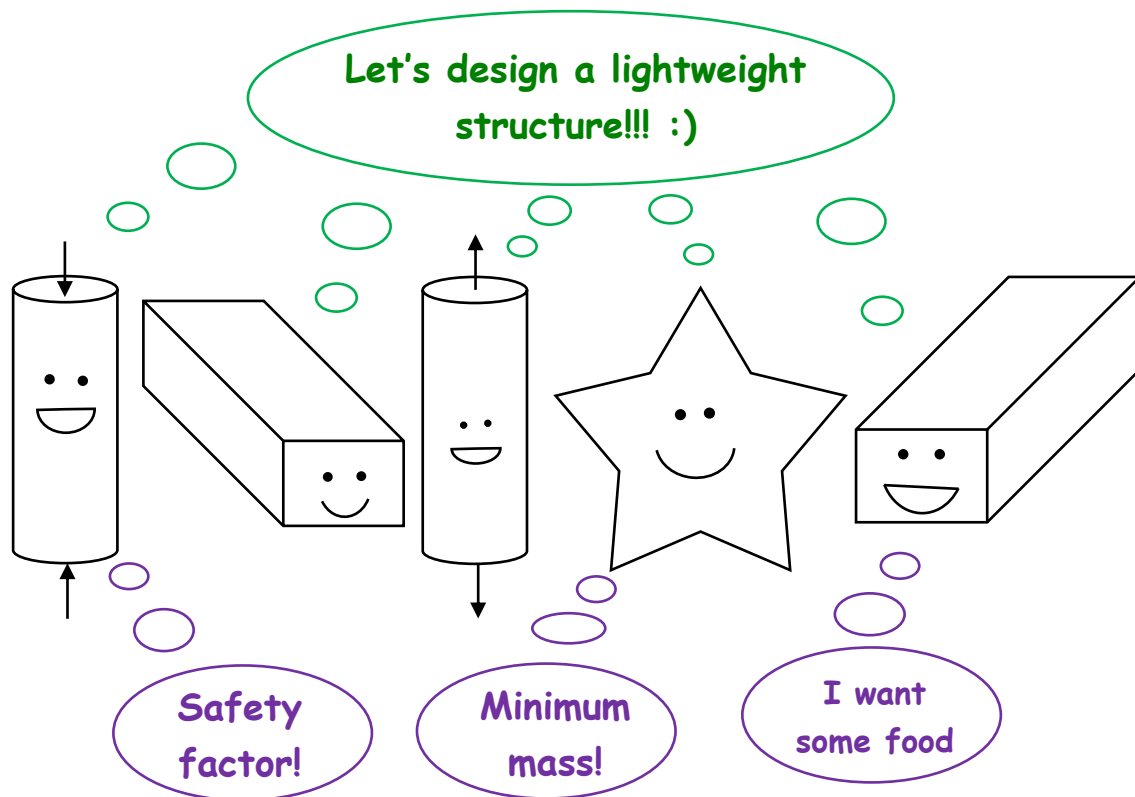 Let's design a lightweight
structure!!! :)
Safety
factor!
Minimum
mass!
I want
some food